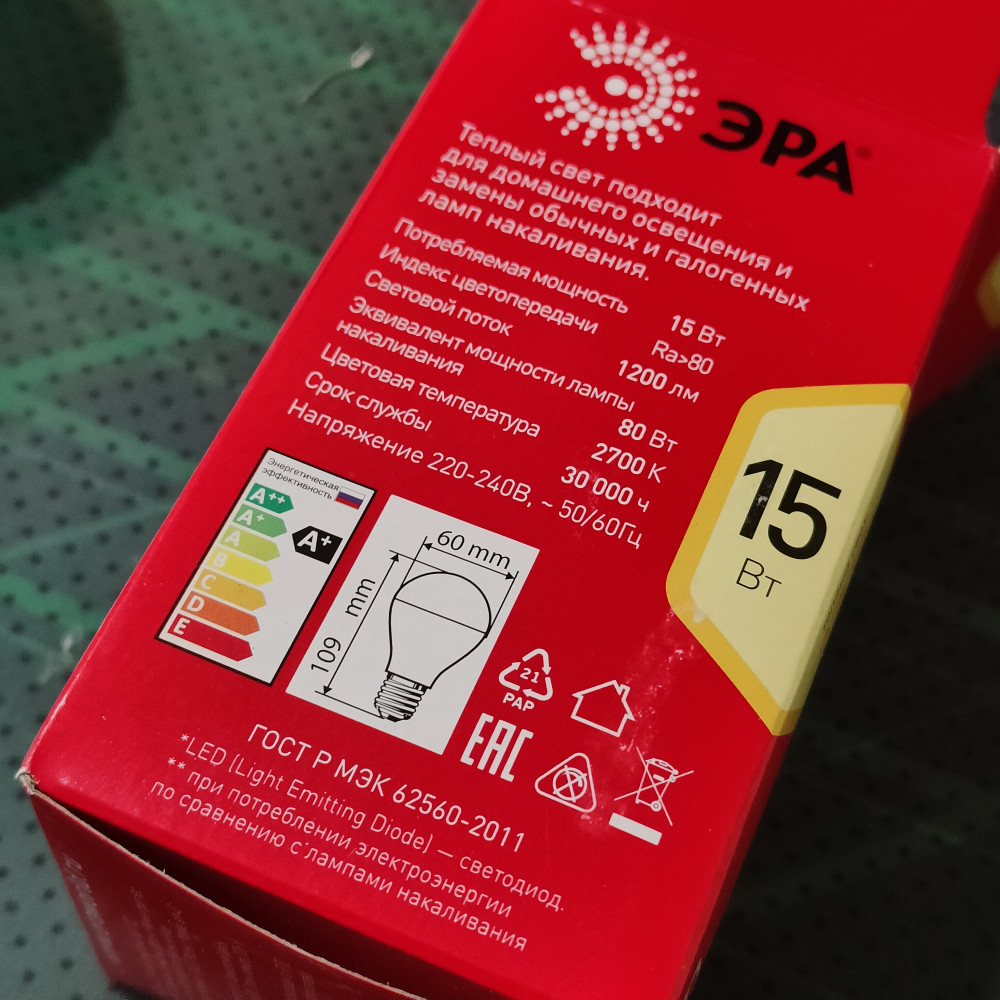 ЭРА®
Теплый свет подходит
для домашнего освещения и
замены обычных и галогенных
ламп накаливания.
Потребляемая мощность 15 Вт
Индекс цветопередачи Ra>80
Световой поток 1200 лм
Эквивалент мощности лампы
накаливания 80 Вт
Цветовая температура 2700 К
Срок службы 30 000 ч
Напряжение 220-240В, ~ 50/60Гц
15
Вт
Энергетическая
эффективность
A++
A+
A
B
C
D
E
A+
60 mm
109 mm
21
PAP
EAC
ГОСТ Р МЭК 62560-2011
*LED (Light Emitting Diode) — светодиод.
** при потреблении электроэнергии
по сравнению с лампами накаливания